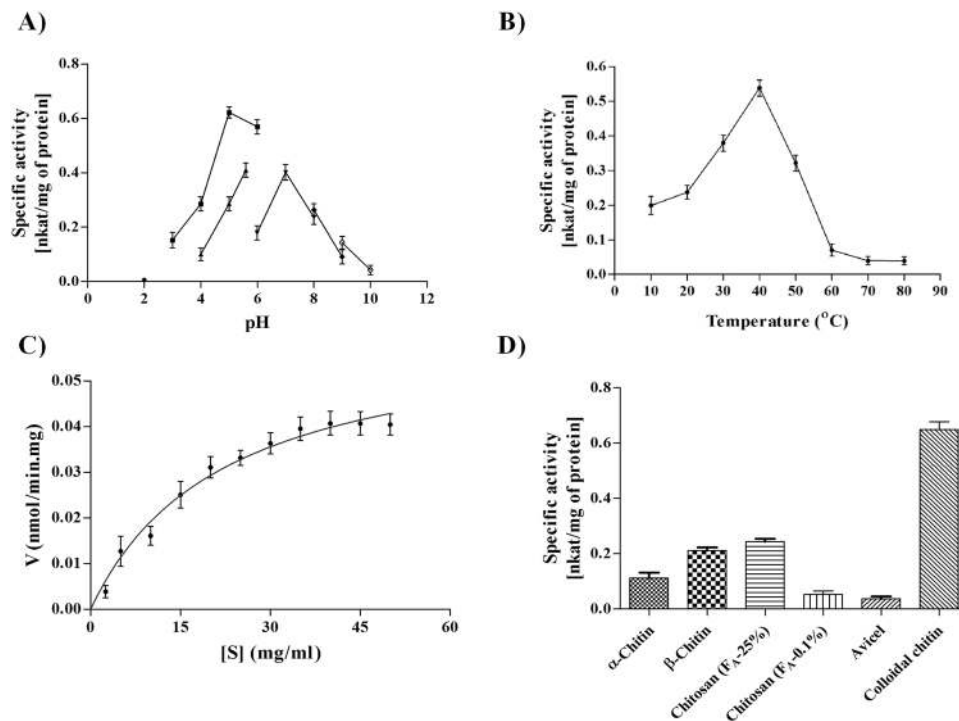 A)
Specific activity
[nkat/mg of protein]
0.8
0.6
0.4
0.2
0.0
0 2 4 6 8 10 12
pH
B)
Specific activity
[nkat/mg of protein]
0.6
0.5
0.4
0.3
0.2
0.1
0.0
0 10 20 30 40 50 60 70 80 90
Temperature (°C)
C)
V (nmol/min.mg)
0.05
0.04
0.03
0.02
0.01
0.00
0 15 30 45 60
[S] (mg/ml)
D)
Specific activity
[nkat/mg of protein]
0.8
0.6
0.4
0.2
0.0
α-Chitin
β-Chitin
Chitosan (FA-25%)
Chitosan (FA-0.1%)
Avicel
Colloidal chitin